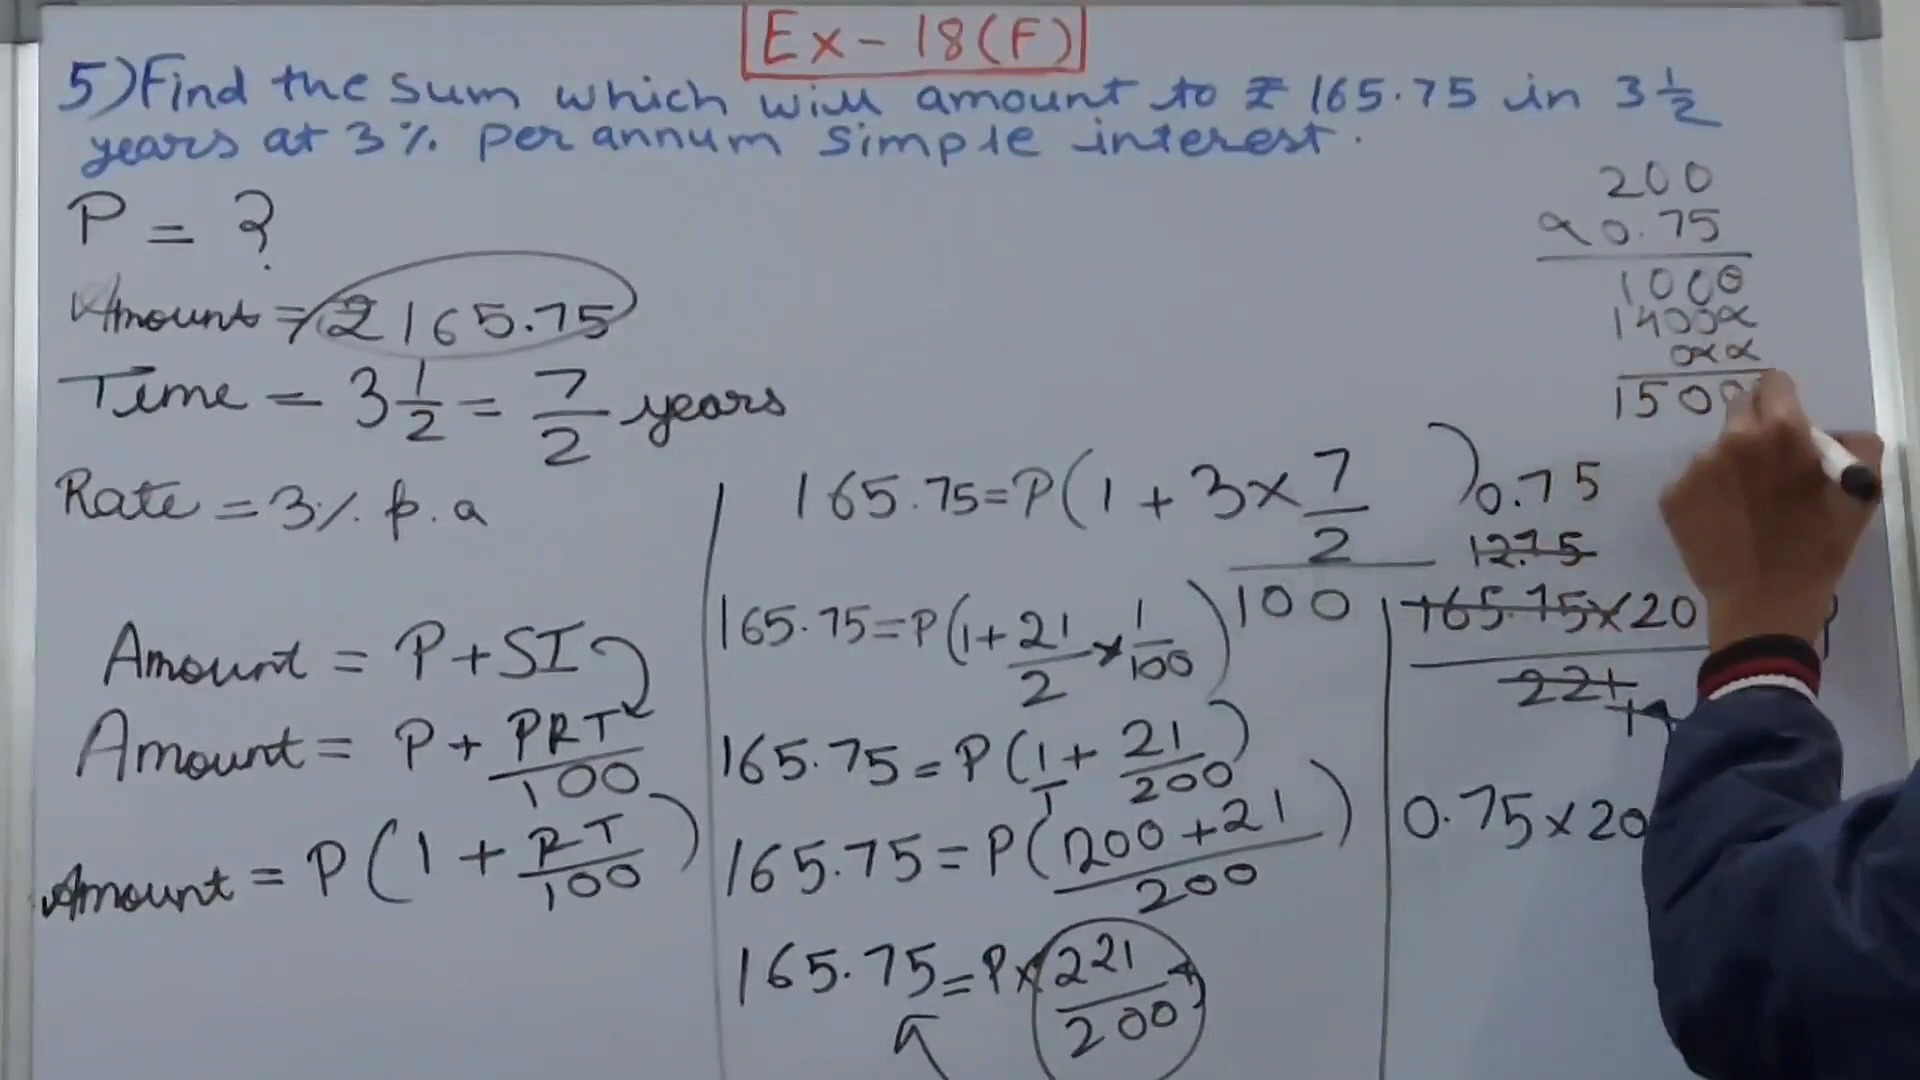 Ex - 18(F)
5) Find the sum which will amount to ₹ 165.75 in 3 1/2
years at 3% per annum simple interest.
P = ?
Amount = ₹165.75
Time = 3 1/2 = 7/2 years
Rate = 3% p.a
Amount = P + SI
Amount = P + PRT/100
Amount = P(1 + RT/100)
165.75 = P(1 + 3 × 7/2 / 100)
165.75 = P(1 + 21/2 × 1/100)
165.75 = P(1/1 + 21/200)
165.75 = P(200 + 21 / 200)
165.75 = P × 221/200
200
× 0.75
1000
1400×
0××
1500
0.75
12.75
165.75 × 20
221
0.75 × 20